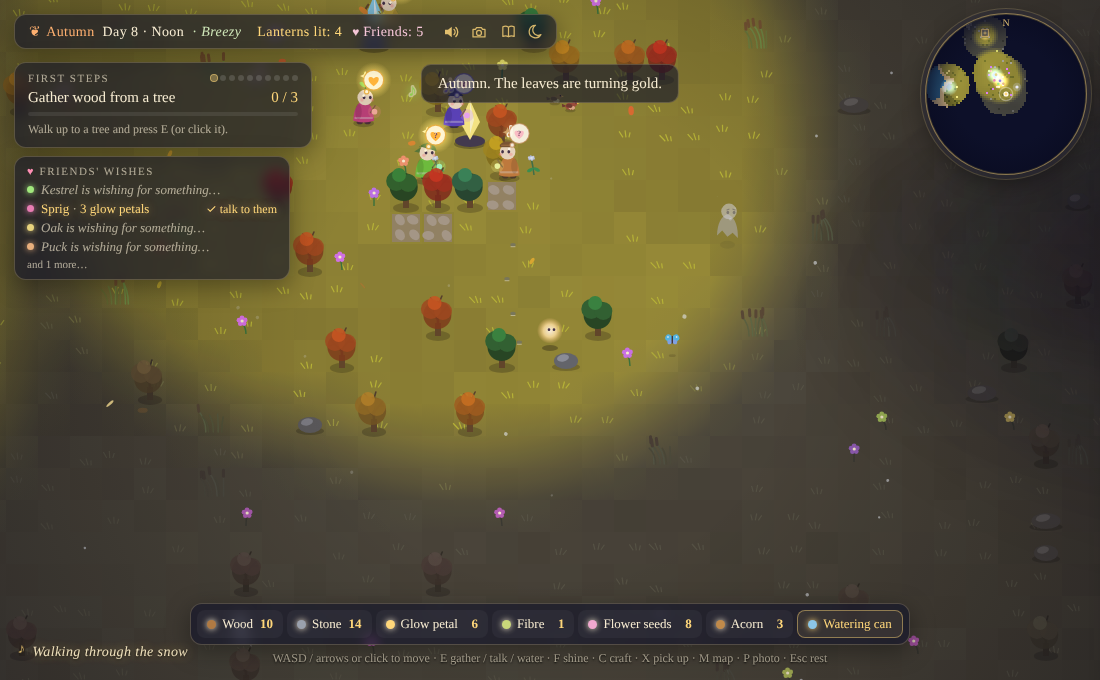 ❦ Autumn Day 8 · Noon · Breezy Lanterns lit: 4 ♥ Friends: 5
N
FIRST STEPS
Gather wood from a tree 0 / 3
Walk up to a tree and press E (or click it).
Autumn. The leaves are turning gold.
♥ FRIENDS' WISHES
Kestrel is wishing for something…
Sprig · 3 glow petals ✓ talk to them
Oak is wishing for something…
Puck is wishing for something…
and 1 more…
Wood 10 Stone 14 Glow petal 6 Fibre 1 Flower seeds 8 Acorn 3 Watering can
♪ Walking through the snow
WASD / arrows or click to move · E gather / talk / water · F shine · C craft · X pick up · M map · P photo · Esc rest